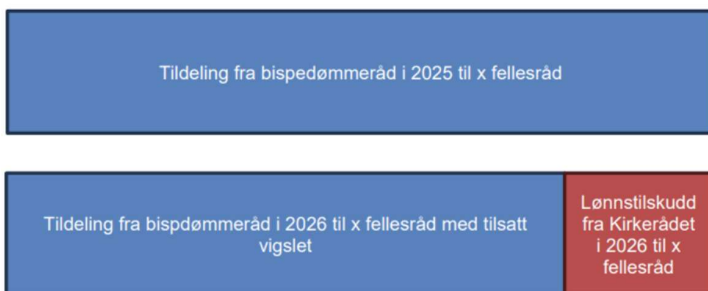 Tildeling fra bispedømmeråd i 2025 til x fellesråd
Tildeling fra bispdømmeråd i 2026 til x fellesråd med tilsatt
vigslet
Lønnstilskudd
fra Kirkerådet
i 2026 til x
fellesråd